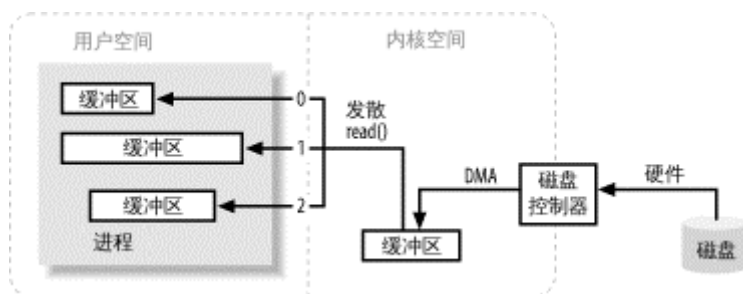 用户空间
内核空间
缓冲区
0
发散
read()
缓冲区
1
缓冲区
2
进程
DMA
磁盘
控制器
硬件
缓冲区
磁盘